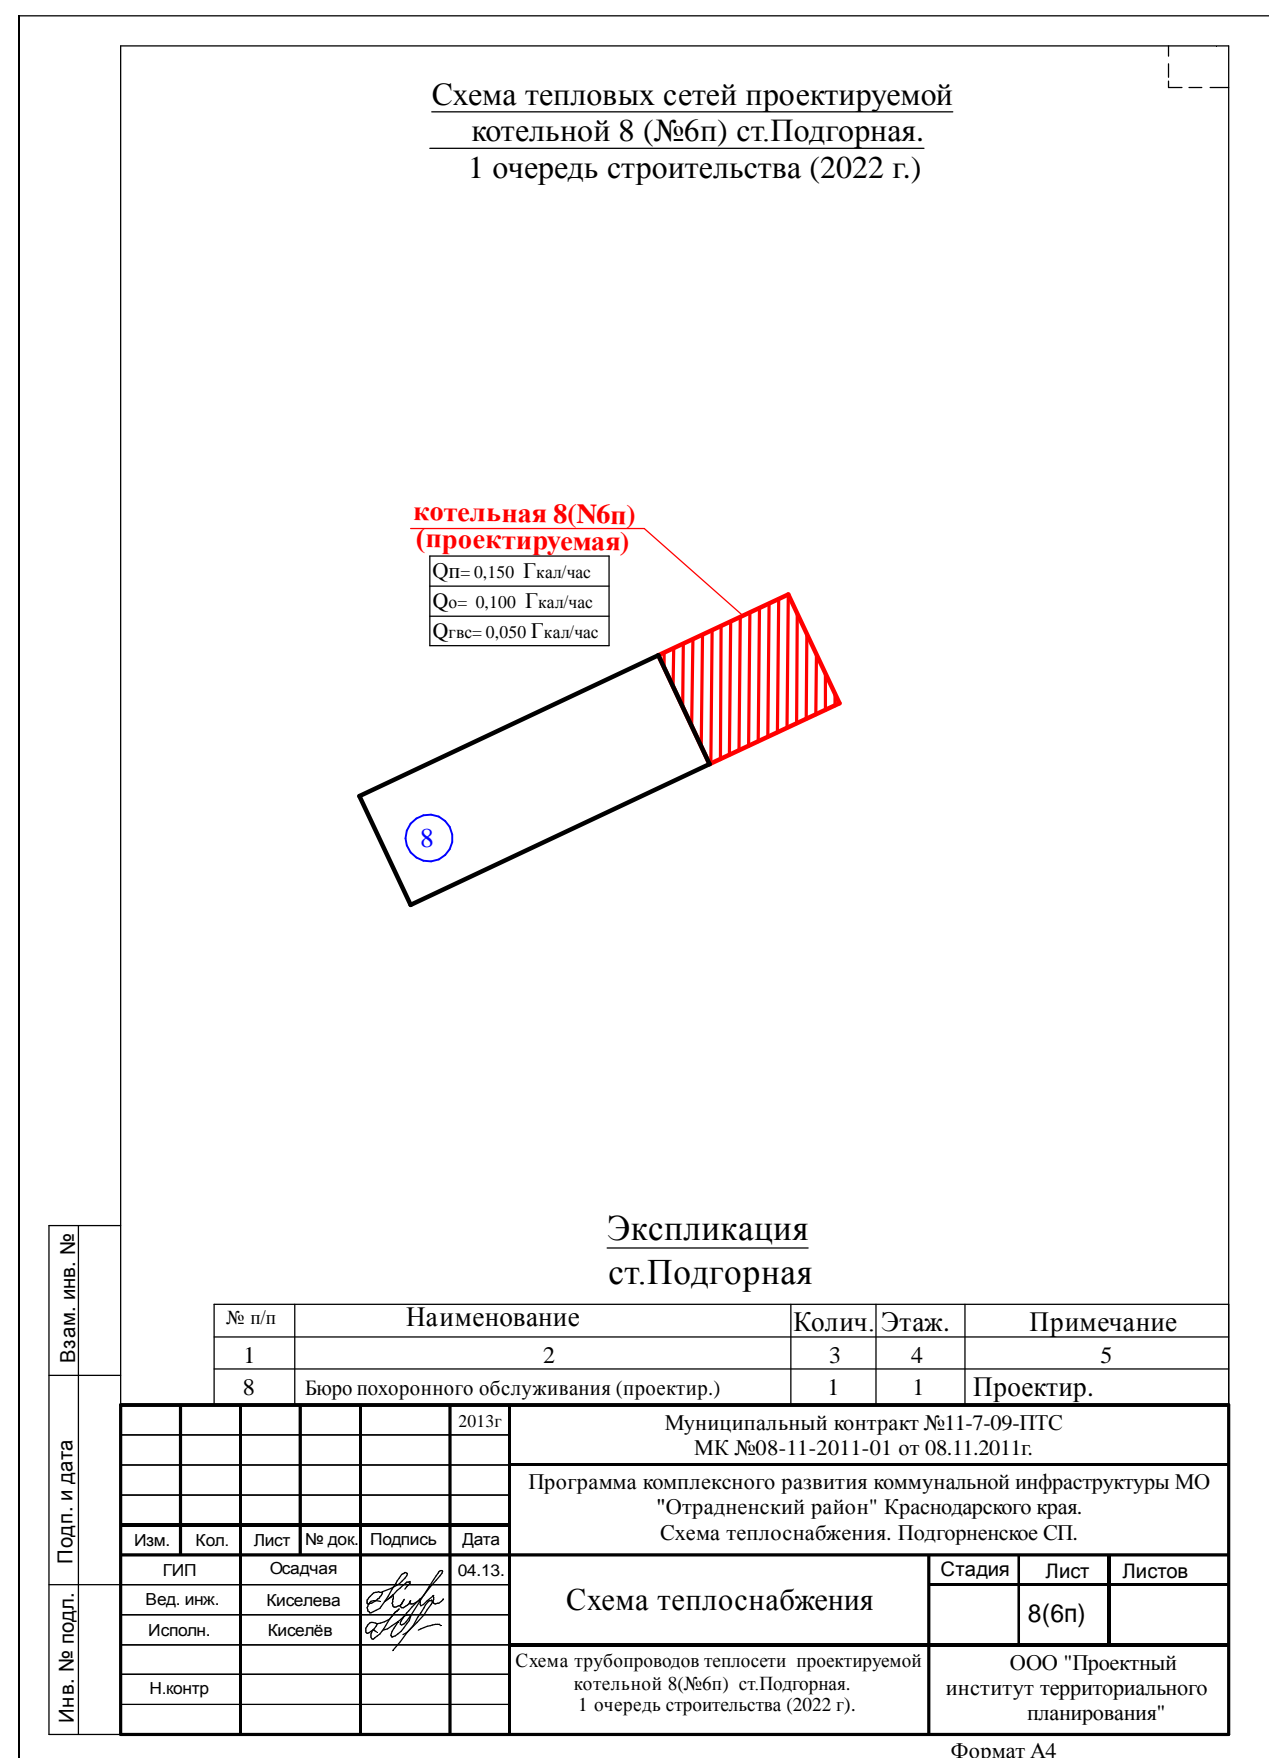 Схема тепловых сетей проектируемой
котельной 8 (№6п) ст.Подгорная.
1 очередь строительства (2022 г.)
котельная 8(N6п)
(проектируемая)
Qп= 0,150 Гкал/час
Qо= 0,100 Гкал/час
Qгвс= 0,050 Гкал/час
8
Экспликация
ст.Подгорная
№ п/п Наименование Колич. Этаж. Примечание
1 2 3 4 5
8 Бюро похоронного обслуживания (проектир.) 1 1 Проектир.
Взам. инв. №
Подп. и дата
Инв. № подл.
2013г
Муниципальный контракт №11-7-09-ПТС
МК №08-11-2011-01 от 08.11.2011г.
Программа комплексного развития коммунальной инфраструктуры МО
"Отрадненский район" Краснодарского края.
Схема теплоснабжения. Подгорненское СП.
Изм. Кол. Лист № док. Подпись Дата
ГИП Осадчая 04.13.
Вед. инж. Киселева
Исполн. Киселёв
Н.контр
Схема теплоснабжения
Стадия Лист Листов
8(6п)
Схема трубопроводов теплосети проектируемой
котельной 8(№6п) ст.Подгорная.
1 очередь строительства (2022 г).
ООО "Проектный
институт территориального
планирования"
Формат А4